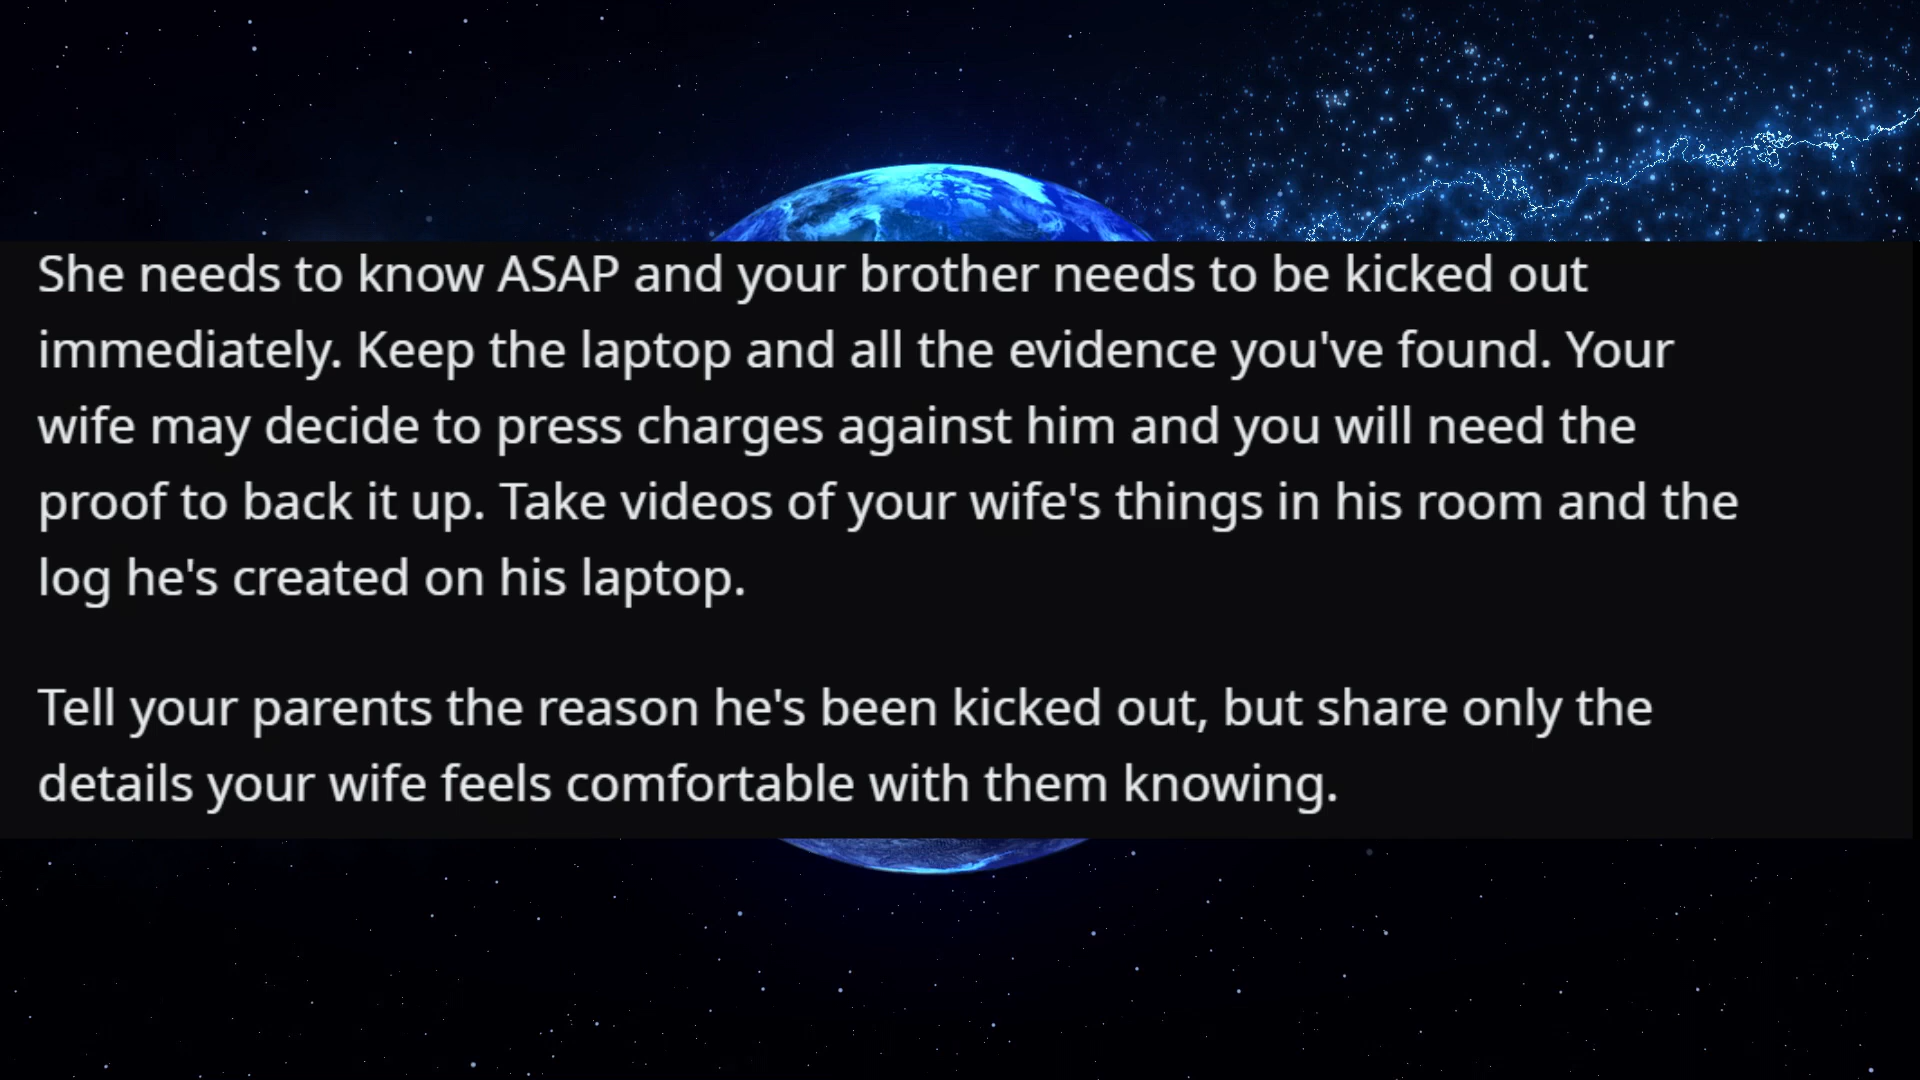 She needs to know ASAP and your brother needs to be kicked out
immediately. Keep the laptop and all the evidence you've found. Your
wife may decide to press charges against him and you will need the
proof to back it up. Take videos of your wife's things in his room and the
log he's created on his laptop.
Tell your parents the reason he's been kicked out, but share only the
details your wife feels comfortable with them knowing.